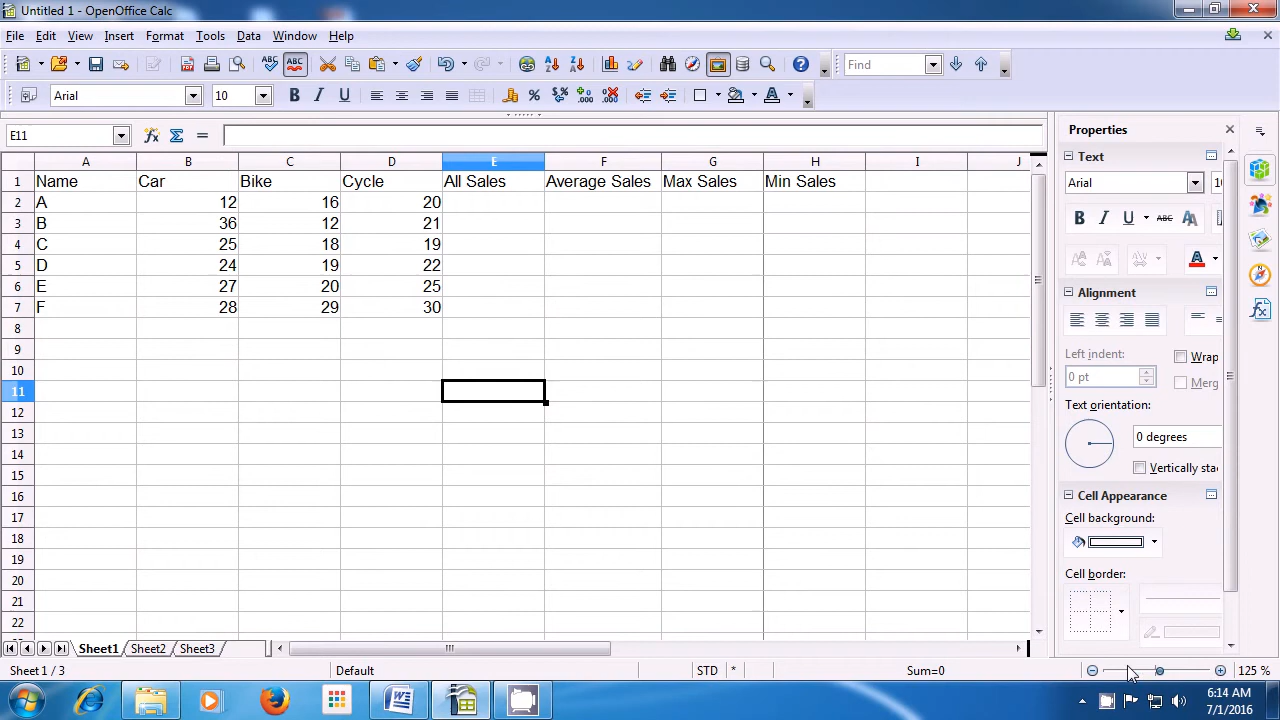 Untitled 1 - OpenOffice Calc
File Edit View Insert Format Tools Data Window Help
ABC ABC Find
Arial 10
E11
A B C D E F G H I J
1 Name Car Bike Cycle All Sales Average Sales Max Sales Min Sales
2 A 12 16 20
3 B 36 12 21
4 C 25 18 19
5 D 24 19 22
6 E 27 20 25
7 F 28 29 30
8
9
10
11
12
13
14
15
16
17
18
19
20
21
22
Properties
Text
Arial
B I U ABC
Alignment
Left indent: Wrap
0 pt Merg
Text orientation:
0 degrees
Vertically sta
Cell Appearance
Cell background:
Cell border:
Sheet1 Sheet2 Sheet3
Sheet 1 / 3 Default STD * Sum=0 125 %
6:14 AM
7/1/2016